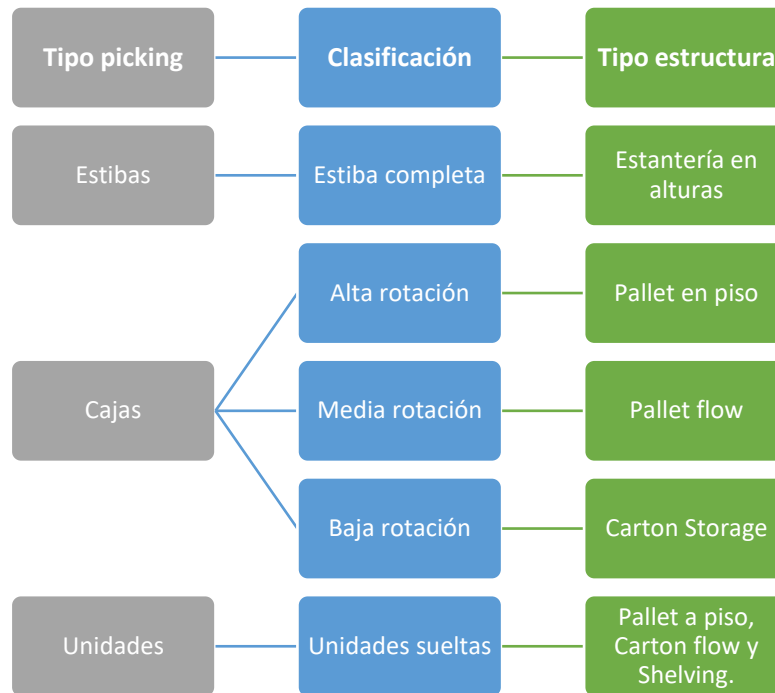 Tipo picking
Clasificación
Tipo estructura
Estibas
Estiba completa
Estantería en
alturas
Cajas
Alta rotación
Pallet en piso
Media rotación
Pallet flow
Baja rotación
Carton Storage
Unidades
Unidades sueltas
Pallet a piso,
Carton flow y
Shelving.